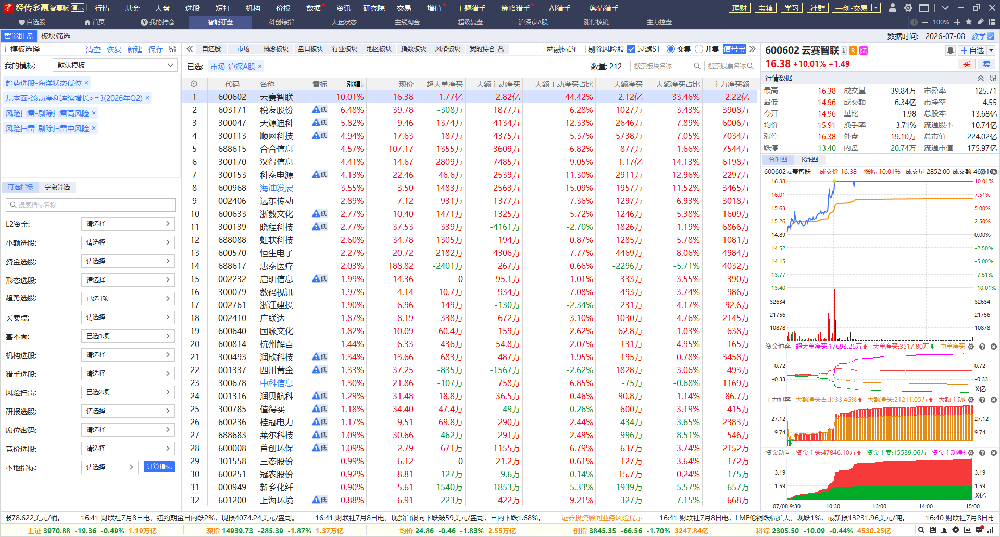 经传多赢 智尊版 演示 行情 基金 大盘 选股 短打 机构 价投 数据 资讯 研究院 交易 增值 主题猎手 策略猎手 AI猎手 舆情猎手 理财 宝箱 学习 社群 一创-交易
自选股 首页 我的持仓 智能盯盘 科创综指 大盘状态 主线淘金 超级复盘 沪深京A股 涨停棱镜 主力控盘 100%
智能盯盘 板块筛选 数据时间: 2026-07-08 教学
模板选择 清空 恢复 新建 保存
我的模板: 默认模板
趋势选股-海洋状态低位 ×
基本面-滚动净利连续增长>=3(2026年Q2) ×
风险扫雷-剔除扫雷高风险 ×
风险扫雷-剔除扫雷中风险 ×
可选指标 字段筛选
搜索指标名称
L2资金: 请选择
小额选股: 请选择
资金选股: 请选择
形态选股: 请选择
趋势选股: 已选1项
买卖点: 请选择
基本面: 已选1项
机构选股: 请选择
猎手选股: 请选择
风险扫雷: 已选2项
研报选股: 请选择
席位密码: 请选择
竞价选股: 请选择
本地指标: 请选择 计算指标
自选股 市场 概念板块 盘口板块 行业板块 地区板块 指数板块 风格板块 我的持仓 两融标的 剔除风险股 过滤ST 交集 并集 信号宝
已选: 市场-沪深A股 × 数量: 212 搜索板块名称 搜索股票名称
代码 名称 雷标 涨幅↓ 现价 超大单净买 大额主动净买 大额主动净买占比 大额净买 大额净买占比 主力净买额
1 600602 云赛智联 10.01% 16.38 1.77亿 2.82亿 44.42% 2.12亿 33.46% 2.22亿
2 603171 税友股份 低 6.48% 39.78 -308万 1877万 6.28% 1027万 3.43% 3908万
3 300047 天源迪科 低 5.82% 9.46 1374万 4134万 12.33% 2646万 7.89% 6006万
4 300113 顺网科技 低 4.94% 17.63 187万 4375万 5.37% 5738万 7.05% 7034万
5 688615 合合信息 4.57% 107.17 1355万 3609万 6.82% 877万 1.66% 7544万
6 300170 汉得信息 4.41% 14.67 2809万 7485万 9.05% 1.17亿 14.13% 6198万
7 300153 科泰电源 低 4.13% 22.46 46.6万 2539万 11.30% 2911万 12.96% 2297万
8 600968 海油发展 3.55% 3.50 1483万 2563万 15.09% 1957万 11.52% 3465万
9 002406 远东传动 2.89% 7.12 931万 1377万 7.36% 1297万 6.93% 3018万
10 600633 浙数文化 低 2.77% 10.40 1471万 1325万 5.72% 1246万 5.38% 1609万
11 300139 晓程科技 低 2.77% 37.53 339万 -4161万 -2.70% 1826万 1.19% 6866万
12 688088 虹软科技 2.60% 34.78 1305万 194万 0.87% 1285万 5.78% 1081万
13 600570 恒生电子 2.27% 20.72 2182万 4306万 7.77% 4469万 8.06% 4984万
14 688617 惠泰医疗 2.03% 188.82 -2401万 267万 0.66% -2296万 -5.71% 4032万
15 002232 启明信息 低 1.99% 14.36 0 95.1万 1.01% 333万 3.55% 390万
16 300079 数码视讯 1.97% 4.14 10.7万 934万 7.08% 493万 3.74% 986万
17 002761 浙江建投 1.90% 6.96 149万 -130万 -2.34% 231万 4.17% 92.6万
18 002410 广联达 1.87% 8.19 338万 672万 3.10% 1030万 4.76% 2145万
19 600640 国脉文化 1.82% 10.09 60.4万 159万 2.62% 62.8万 1.03% 638万
20 600814 杭州解百 1.44% 6.33 436万 54.8万 2.07% 131万 4.95% 165万
21 300493 润欣科技 低 1.34% 13.66 683万 487万 1.95% 195万 0.78% 3458万
22 001337 四川黄金 低 1.33% 37.25 -835万 -1567万 -2.62% 1828万 3.06% 493万
23 300678 中科信息 1.30% 21.86 -107万 758万 6.85% -75万 -0.68% 1169万
24 001316 润贝航科 低 1.29% 31.48 18.8万 36.5万 0.46% 90.8万 1.14% 86.7万
25 300785 值得买 低 1.18% 34.40 47.4万 -49万 -0.26% 600万 3.19% 415万
26 600236 桂冠电力 低 1.17% 9.51 69.8万 290万 2.44% -434万 -3.65% 2383万
27 688683 莱尔科技 低 1.09% 30.66 -462万 291万 2.49% -996万 -8.51% 546万
28 600008 首创环保 低 1.09% 2.79 671万 1155万 6.79% 637万 3.74% 2152万
29 301558 三态股份 0.99% 6.12 0 21.2万 0.61% 127万 3.64% 172万
30 600251 冠农股份 0.92% 8.81 -127万 -9.6万 -0.14% 15.7万 0.24% -175万
31 000949 新乡化纤 0.90% 5.61 -1540万 -1853万 -5.33% -1939万 -5.57% -657万
32 601200 上海环境 低 0.88% 6.91 -223万 422万 9.21% -327万 -7.15% 668万
600602 云赛智联 R 陆 + 自选
16.38 +10.01% +1.49 买 卖
行情数据
最高 16.38 成交量 39.84万 市盈率 125.71
最低 14.96 成交额 6.34亿 市净率 4.55
今开 14.96 量比 1.98 总股本 13.68亿
均价 15.91 换手率 3.71% 流通股本 10.74亿
涨停 16.38 外盘 19.10万 总市值 224.02亿
跌停 13.40 内盘 20.74万 流通市值 175.97亿
分时图 K线图
600602云赛智联 成交价 16.38 涨幅 10.01% 成交量 2852.00 成交额
16.38 10.01%
16.01 7.51%
15.63 5.00%
15.26 2.50%
14.89 0.00%
14.52 -2.50%
14.15 -5.00%
13.77 -7.51%
13.40 -10.01%
32634 32634
21756 21756
10878 10878
资金博弈 超大单净买:17693.26万 大单净买:3517.80万 中单净买
0.72 0.72
-0.33 -0.33
X亿
主力博弈 大额净买占比:33.46% 大额净买:21211.05万 大额主动
27.12 27.12
9.74 9.74
资金动向 资金主买:47846.10万 资金主卖:15539.06万 资金主动净
3.19 3.19
1.59 1.59
X亿
07/08 9:30 10:30 13:00 14:00 15:00
报78.622美元/桶。 16:41 财联社7月8日电，纽约期金日内跌2%，现报4074.24美元/盎司。 16:41 财联社7月8日电，现货白银向下跌破59美元/盎司，日内下跌1.68%。 证券投资顾问业务风险提示 16:41 财联社7月8日电，LME伦铜跌幅扩大，现跌1%，最新报13231.96美元/吨。 16:40 财联社7月8日电
上证 3970.88 -19.36 -0.49% 1.19万亿 深指 14939.73 -285.39 -1.87% 1.37万亿 均价 24.86 -0.46 -1.83% 2.55万亿 创指 3845.35 -66.56 -1.70% 3247.84亿 科综 2305.50 -10.09 -0.44% 4530.25亿